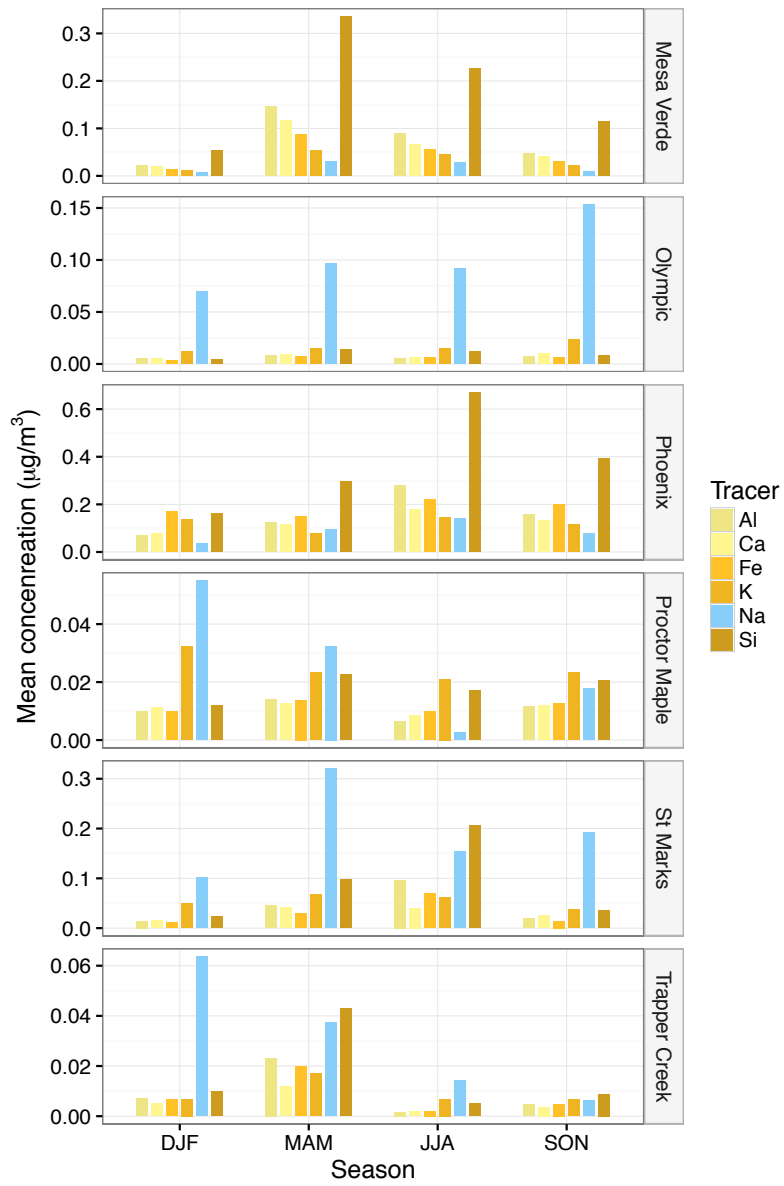 Mean concenreation (µg/m³)
0.3
0.2
0.1
0.0
Mesa Verde
0.15
0.10
0.05
0.00
Olympic
0.6
0.4
0.2
0.0
Phoenix
0.04
0.02
0.00
Proctor Maple
0.3
0.2
0.1
0.0
St Marks
0.06
0.04
0.02
0.00
Trapper Creek
DJF MAM JJA SON
Season
Tracer
Al
Ca
Fe
K
Na
Si